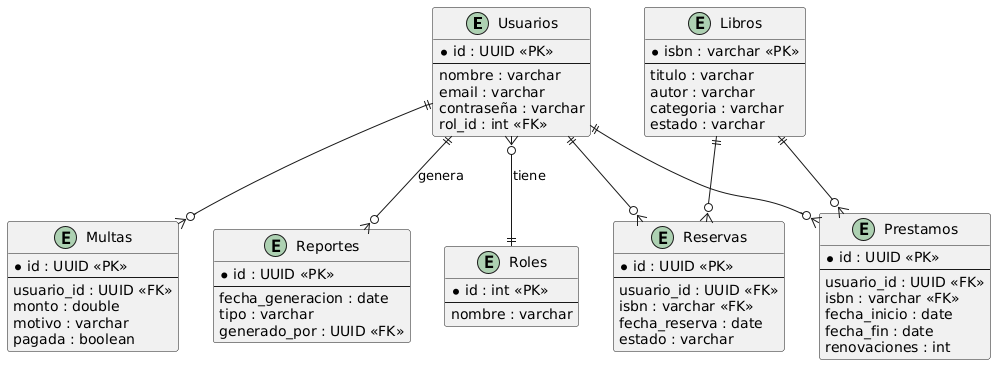 E Usuarios
* id : UUID «PK»
nombre : varchar
email : varchar
contraseña : varchar
rol_id : int «FK»
E Libros
* isbn : varchar «PK»
titulo : varchar
autor : varchar
categoria : varchar
estado : varchar
genera
tiene
E Multas
* id : UUID «PK»
usuario_id : UUID «FK»
monto : double
motivo : varchar
pagada : boolean
E Reportes
* id : UUID «PK»
fecha_generacion : date
tipo : varchar
generado_por : UUID «FK»
E Roles
* id : int «PK»
nombre : varchar
E Reservas
* id : UUID «PK»
usuario_id : UUID «FK»
isbn : varchar «FK»
fecha_reserva : date
estado : varchar
E Prestamos
* id : UUID «PK»
usuario_id : UUID «FK»
isbn : varchar «FK»
fecha_inicio : date
fecha_fin : date
renovaciones : int